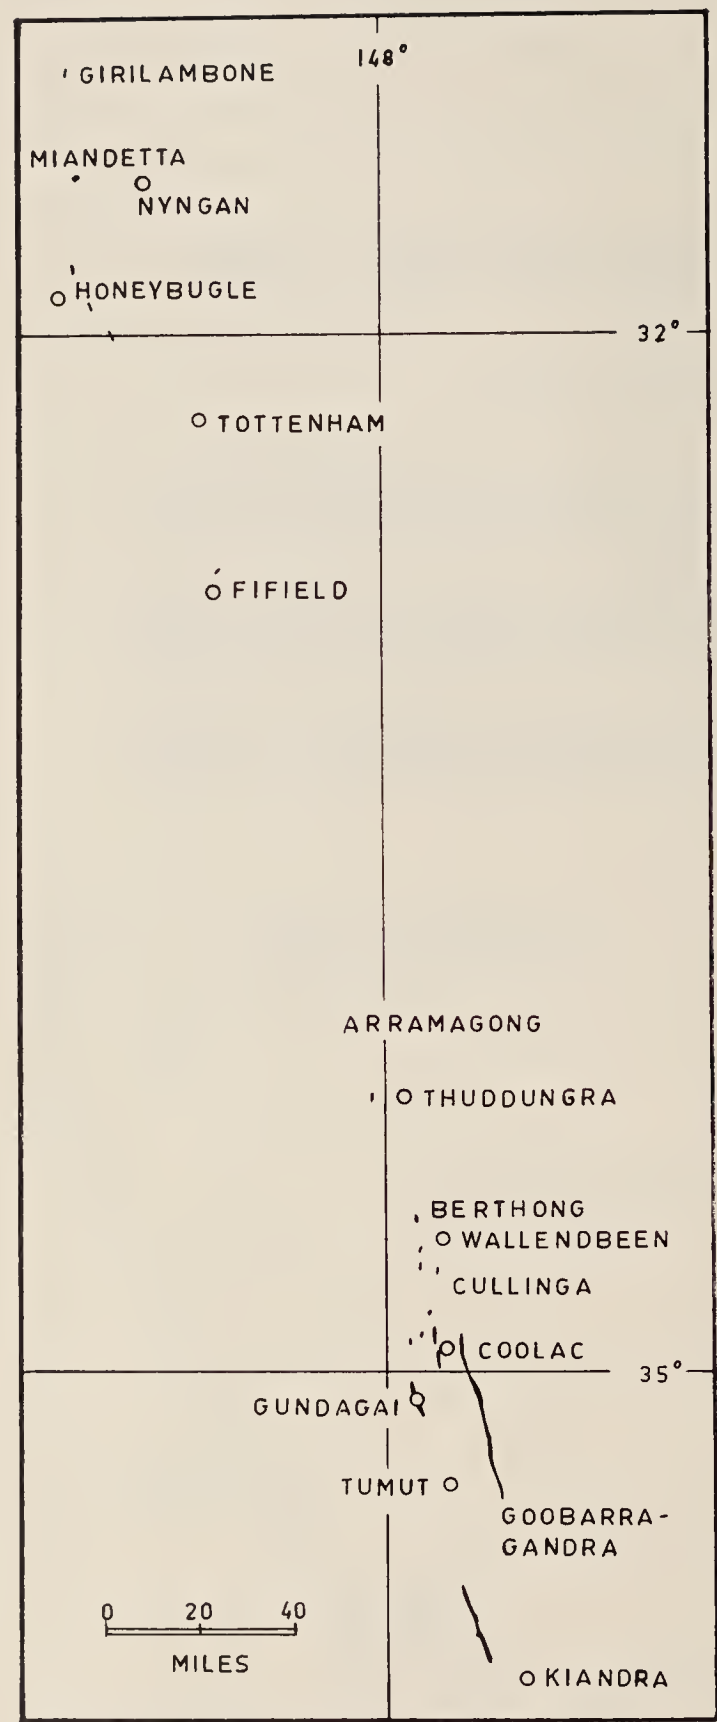 148°
GIRILAMBONE
MIANDETTA
NYNGAN
HONEYBUGLE
32°
TOTTENHAM
FIFIELD
ARRAMAGONG
THUDDUNGRA
BERTHONG
WALLENDBEEN
CULLINGA
COOLAC
35°
GUNDAGAI
TUMUT
GOOBARRA-
GANDRA
0 20 40
MILES
KIANDRA